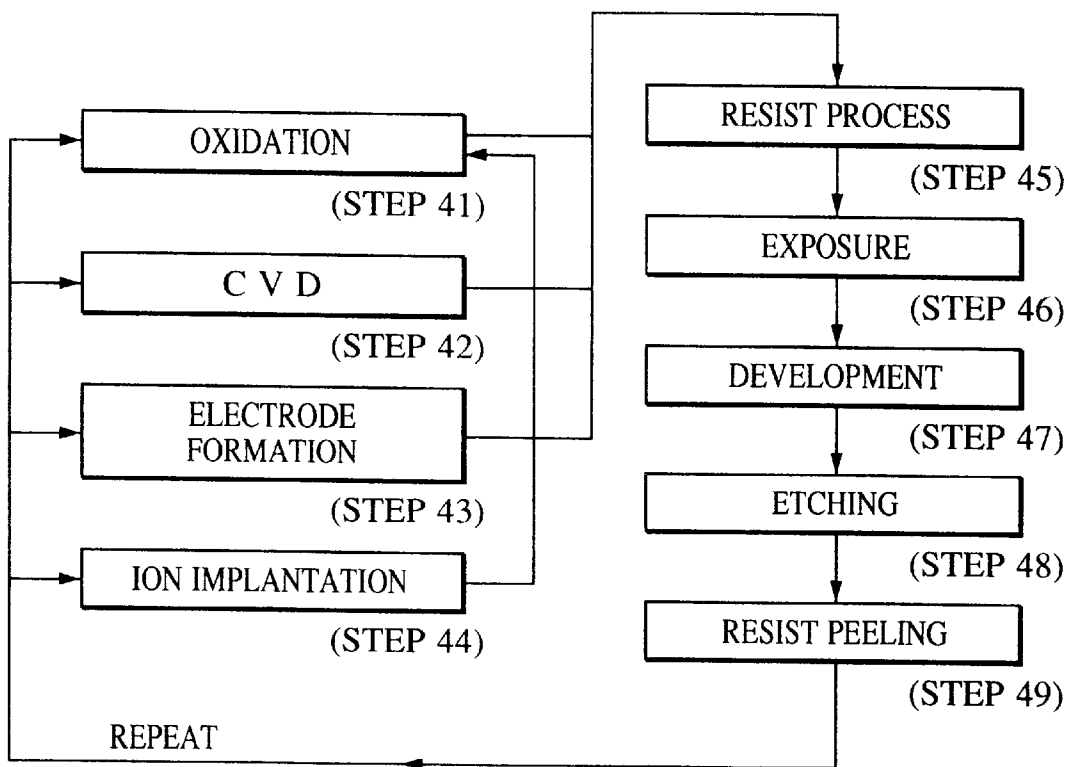 OXIDATION
(STEP 41)
C V D
(STEP 42)
ELECTRODE
FORMATION
(STEP 43)
ION IMPLANTATION
(STEP 44)
RESIST PROCESS
(STEP 45)
EXPOSURE
(STEP 46)
DEVELOPMENT
(STEP 47)
ETCHING
(STEP 48)
RESIST PEELING
(STEP 49)
REPEAT